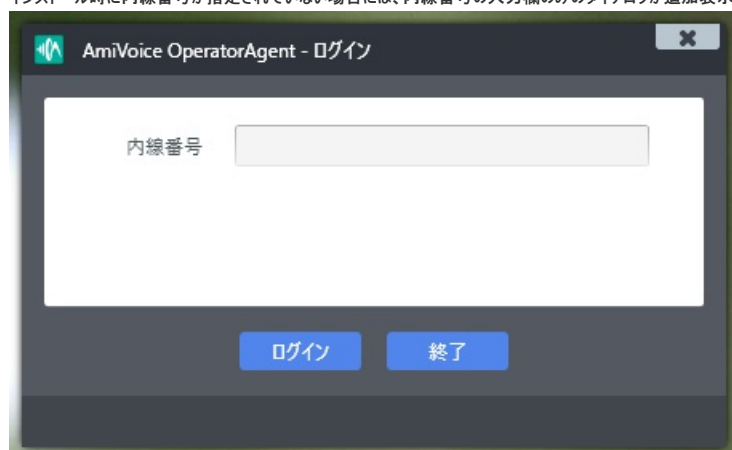 インストール時に内線番号が指定されていない場合には、内線番号の入力欄のみのダイアログが追加表示
AmiVoice OperatorAgent - ログイン
内線番号
ログイン
終了